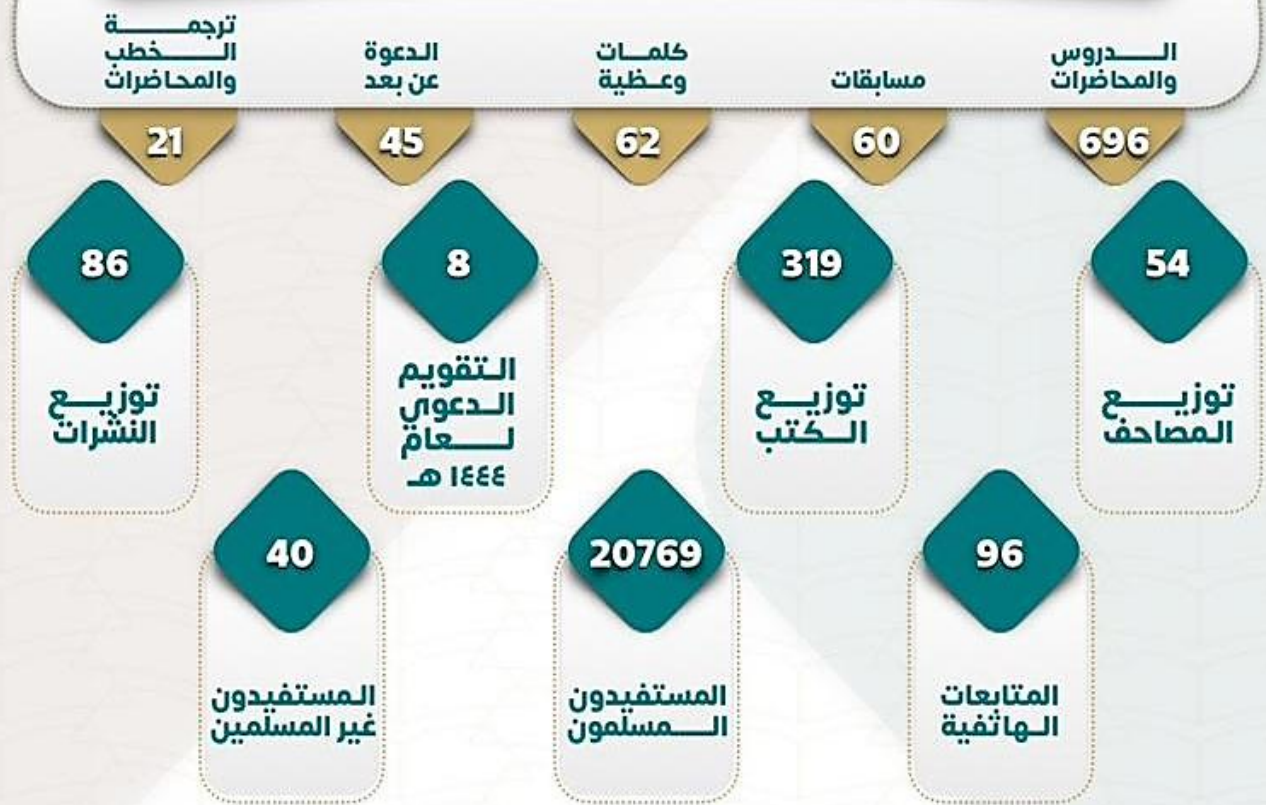 الدروس
والمحاضرات
696
مسابقات
60
كلمات
وعظية
62
الدعوة
عن بعد
45
ترجمة
الخطب
والمحاضرات
21
54
توزيع
المصاحف
319
توزيع
الكتب
8
التقويم
الدعوي
لعام
١٤٤٤ هـ
86
توزيع
النشرات
96
المتابعات
الهاتفية
20769
المستفيدون
المسلمون
40
المستفيدون
غير المسلمين